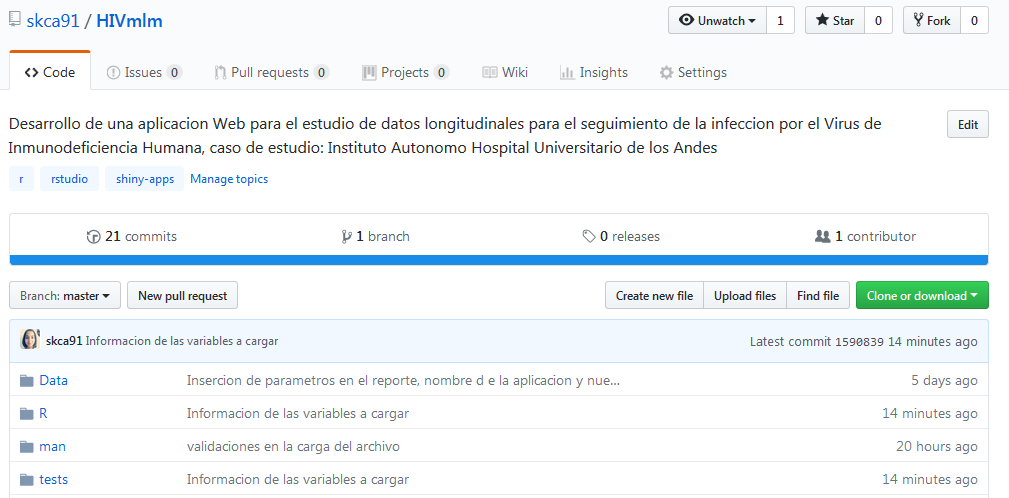 skca91 / HIVmlm
Unwatch 1 Star 0 Fork 0
Code Issues 0 Pull requests 0 Projects 0 Wiki Insights Settings
Desarrollo de una aplicacion Web para el estudio de datos longitudinales para el seguimiento de la infeccion por el Virus de
Inmunodeficiencia Humana, caso de estudio: Instituto Autonomo Hospital Universitario de los Andes
Edit
r rstudio shiny-apps Manage topics
21 commits 1 branch 0 releases 1 contributor
Branch: master New pull request Create new file Upload files Find file Clone or download
skca91 Informacion de las variables a cargar Latest commit 1590839 14 minutes ago
Data Insercion de parametros en el reporte, nombre d e la aplicacion y nue... 5 days ago
R Informacion de las variables a cargar 14 minutes ago
man validaciones en la carga del archivo 20 hours ago
tests Informacion de las variables a cargar 14 minutes ago